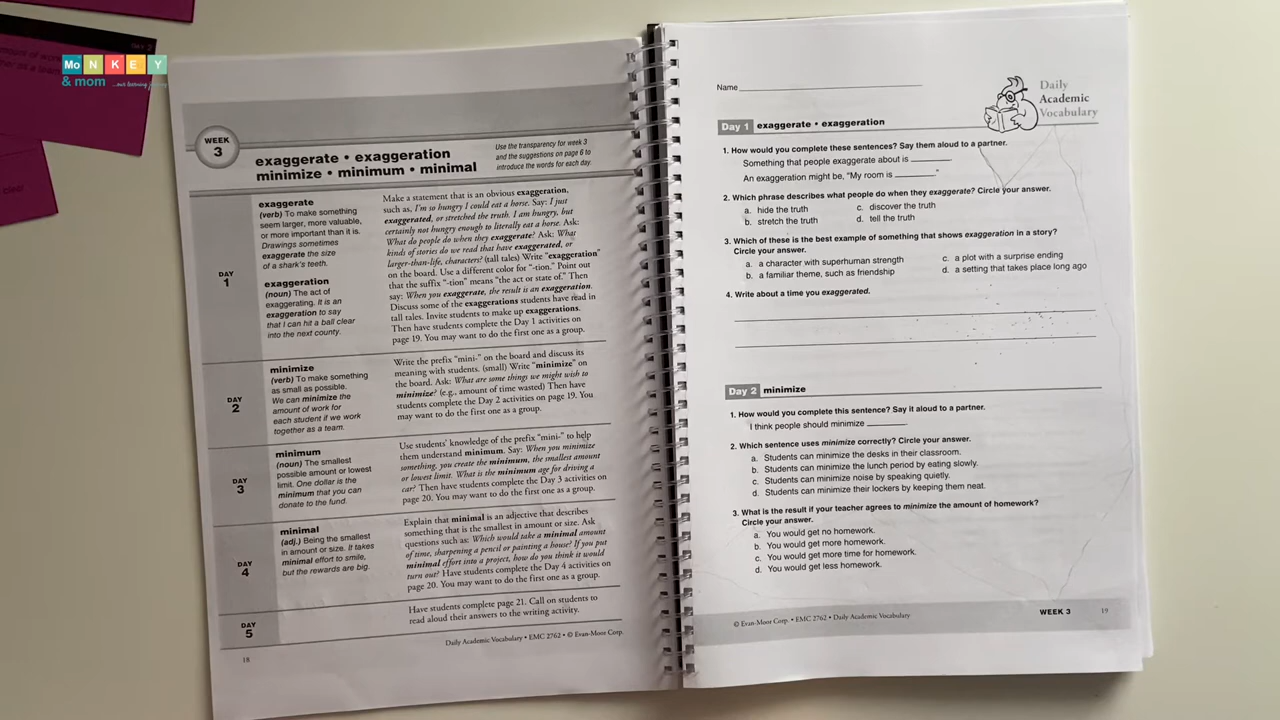 MoNKEY
& mom
...our learning journey
WEEK
3
exaggerate • exaggeration
minimize • minimum • minimal
Use the transparency for week 3
and the suggestions on page 6 to
introduce the words for each day.
DAY
1
exaggerate
(verb) To make something
seem larger, more valuable,
or more important than it is.
Drawings sometimes
exaggerate the size
of a shark's teeth.
exaggeration
(noun) The act of
exaggerating. It is an
exaggeration to say
that I can hit a ball clear
into the next county.
Make a statement that is an obvious exaggeration,
such as, I'm so hungry I could eat a horse. Say: I just
exaggerated, or stretched the truth. I am hungry, but
certainly not hungry enough to literally eat a horse. Ask:
What do people do when they exaggerate? Ask: What
kinds of stories do we read that have exaggerated, or
larger-than-life, characters? (tall tales) Write "exaggeration"
on the board. Use a different color for "-tion." Point out
that the suffix "-tion" means "the act or state of." Then
say: When you exaggerate, the result is an exaggeration.
Discuss some of the exaggerations students have read in
tall tales. Invite students to make up exaggerations.
Then have students complete the Day 1 activities on
page 19. You may want to do the first one as a group.
DAY
2
minimize
(verb) To make something
as small as possible.
We can minimize the
amount of work for
each student if we work
together as a team.
Write the prefix "mini-" on the board and discuss its
meaning with students. (small) Write "minimize" on
the board. Ask: What are some things we might wish to
minimize? (e.g., amount of time wasted) Then have
students complete the Day 2 activities on page 19. You
may want to do the first one as a group.
DAY
3
minimum
(noun) The smallest
possible amount or lowest
limit. One dollar is the
minimum that you can
donate to the fund.
Use students' knowledge of the prefix "mini-" to help
them understand minimum. Say: When you minimize
something, you create the minimum, the smallest amount
or lowest limit. What is the minimum age for driving a
car? Then have students complete the Day 3 activities on
page 20. You may want to do the first one as a group.
DAY
4
minimal
(adj.) Being the smallest
in amount or size. It takes
minimal effort to smile,
but the rewards are big.
Explain that minimal is an adjective that describes
something that is the smallest in amount or size. Ask
questions such as: Which would take a minimal amount
of time, sharpening a pencil or painting a house? If you put
minimal effort into a project, how do you think it would
turn out? Have students complete the Day 4 activities on
page 20. You may want to do the first one as a group.
DAY
5
Have students complete page 21. Call on students to
read aloud their answers to the writing activity.
18
Daily Academic Vocabulary • EMC 2762 • © Evan-Moor Corp.
Name
Daily
Academic
Vocabulary
Day 1 exaggerate • exaggeration
1. How would you complete these sentences? Say them aloud to a partner.
Something that people exaggerate about is ________
An exaggeration might be, "My room is ________."
2. Which phrase describes what people do when they exaggerate? Circle your answer.
a. hide the truth
b. stretch the truth
c. discover the truth
d. tell the truth
3. Which of these is the best example of something that shows exaggeration in a story?
Circle your answer.
a. a character with superhuman strength
b. a familiar theme, such as friendship
c. a plot with a surprise ending
d. a setting that takes place long ago
4. Write about a time you exaggerated.
Day 2 minimize
1. How would you complete this sentence? Say it aloud to a partner.
I think people should minimize ________
2. Which sentence uses minimize correctly? Circle your answer.
a. Students can minimize the desks in their classroom.
b. Students can minimize the lunch period by eating slowly.
c. Students can minimize noise by speaking quietly.
d. Students can minimize their lockers by keeping them neat.
3. What is the result if your teacher agrees to minimize the amount of homework?
Circle your answer.
a. You would get no homework.
b. You would get more homework.
c. You would get more time for homework.
d. You would get less homework.
© Evan-Moor Corp. • EMC 2762 • Daily Academic Vocabulary
WEEK 3
19